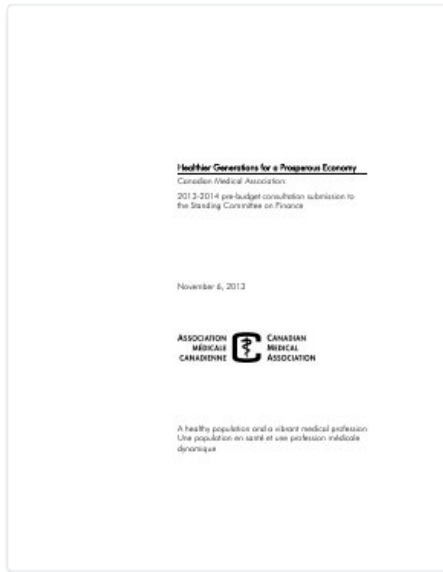 Healthier Generations for a Prosperous Economy
Canadian Medical Association
2013-2014 pre-budget consultation submission to
the Standing Committee on Finance
November 6, 2013
ASSOCIATION
MÉDICALE
CANADIENNE
CANADIAN
MEDICAL
ASSOCIATION
A healthy population and a vibrant medical profession
Une population en santé et une profession médicale
dynamique